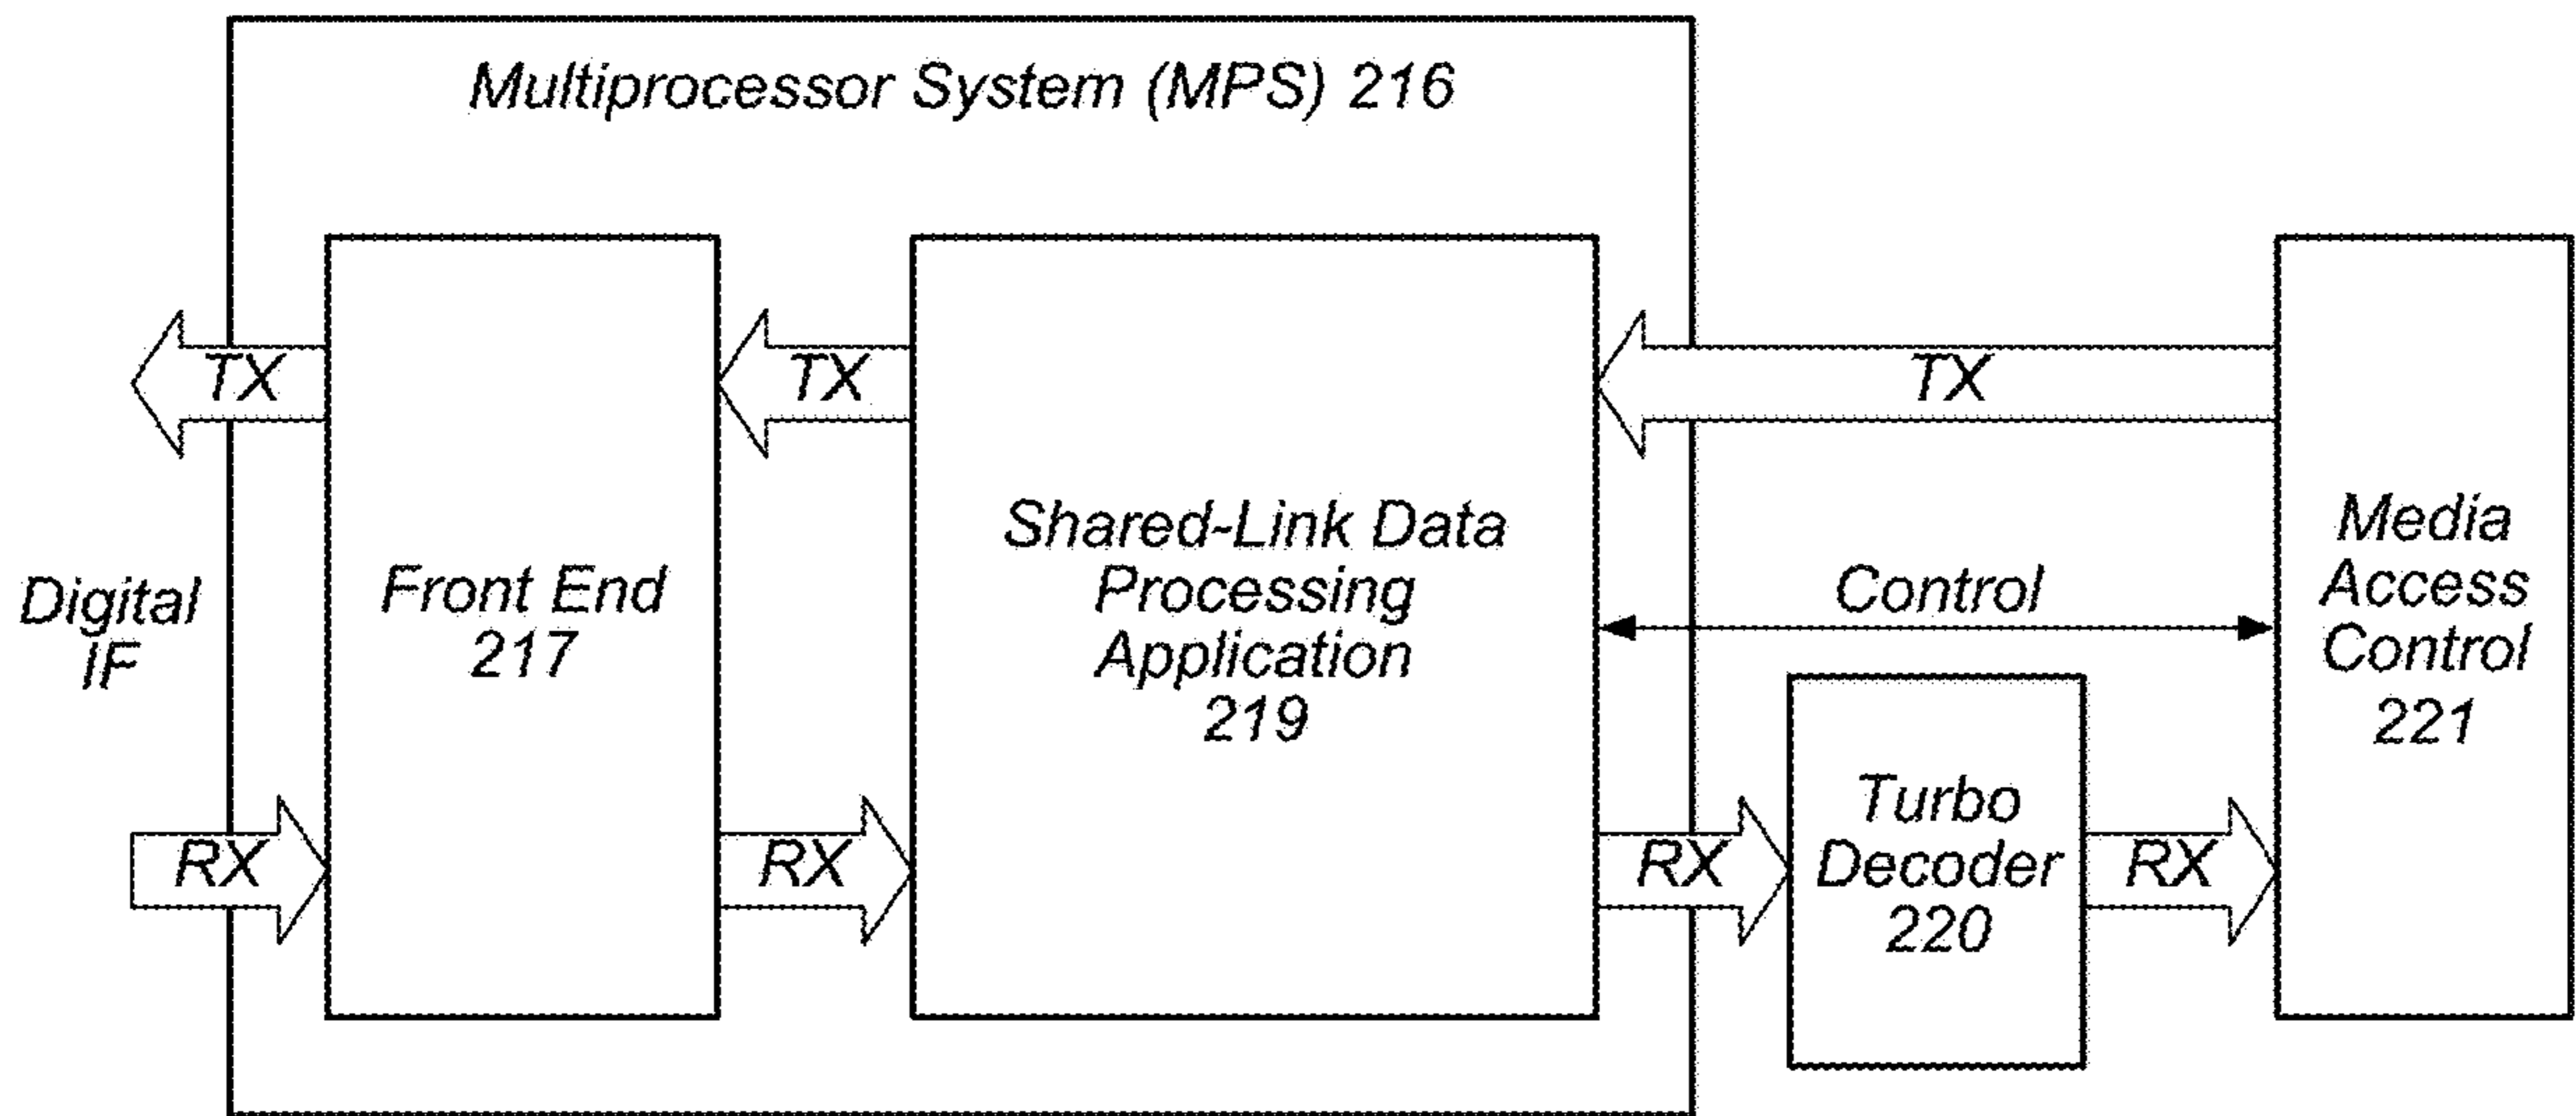 Multiprocessor System (MPS) 216
TX
TX
TX
Digital
IF
Front End
217
Shared-Link Data
Processing
Application
219
Control
Media
Access
Control
221
RX
RX
RX
Turbo
Decoder
220
RX